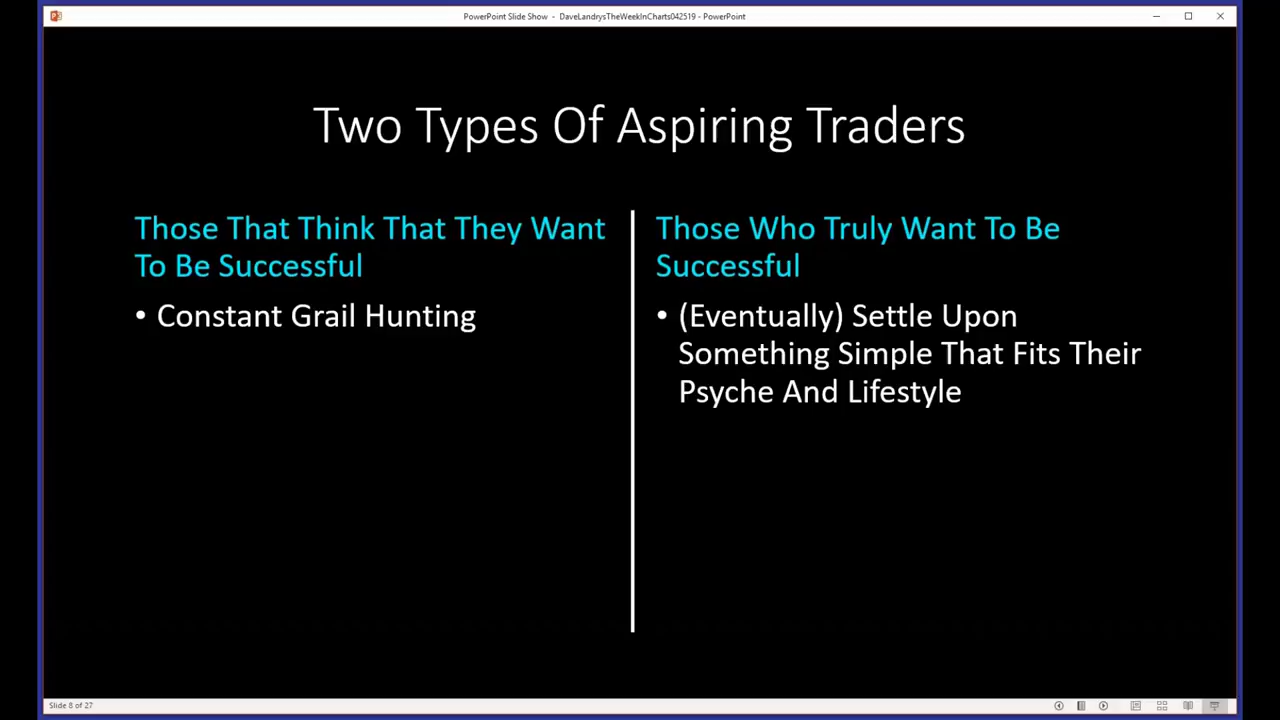 PowerPoint Slide Show - DaveLandrysTheWeekInCharts042519 - PowerPoint
Two Types Of Aspiring Traders
Those That Think That They Want
To Be Successful
• Constant Grail Hunting
Those Who Truly Want To Be
Successful
• (Eventually) Settle Upon
Something Simple That Fits Their
Psyche And Lifestyle
Slide 8 of 27